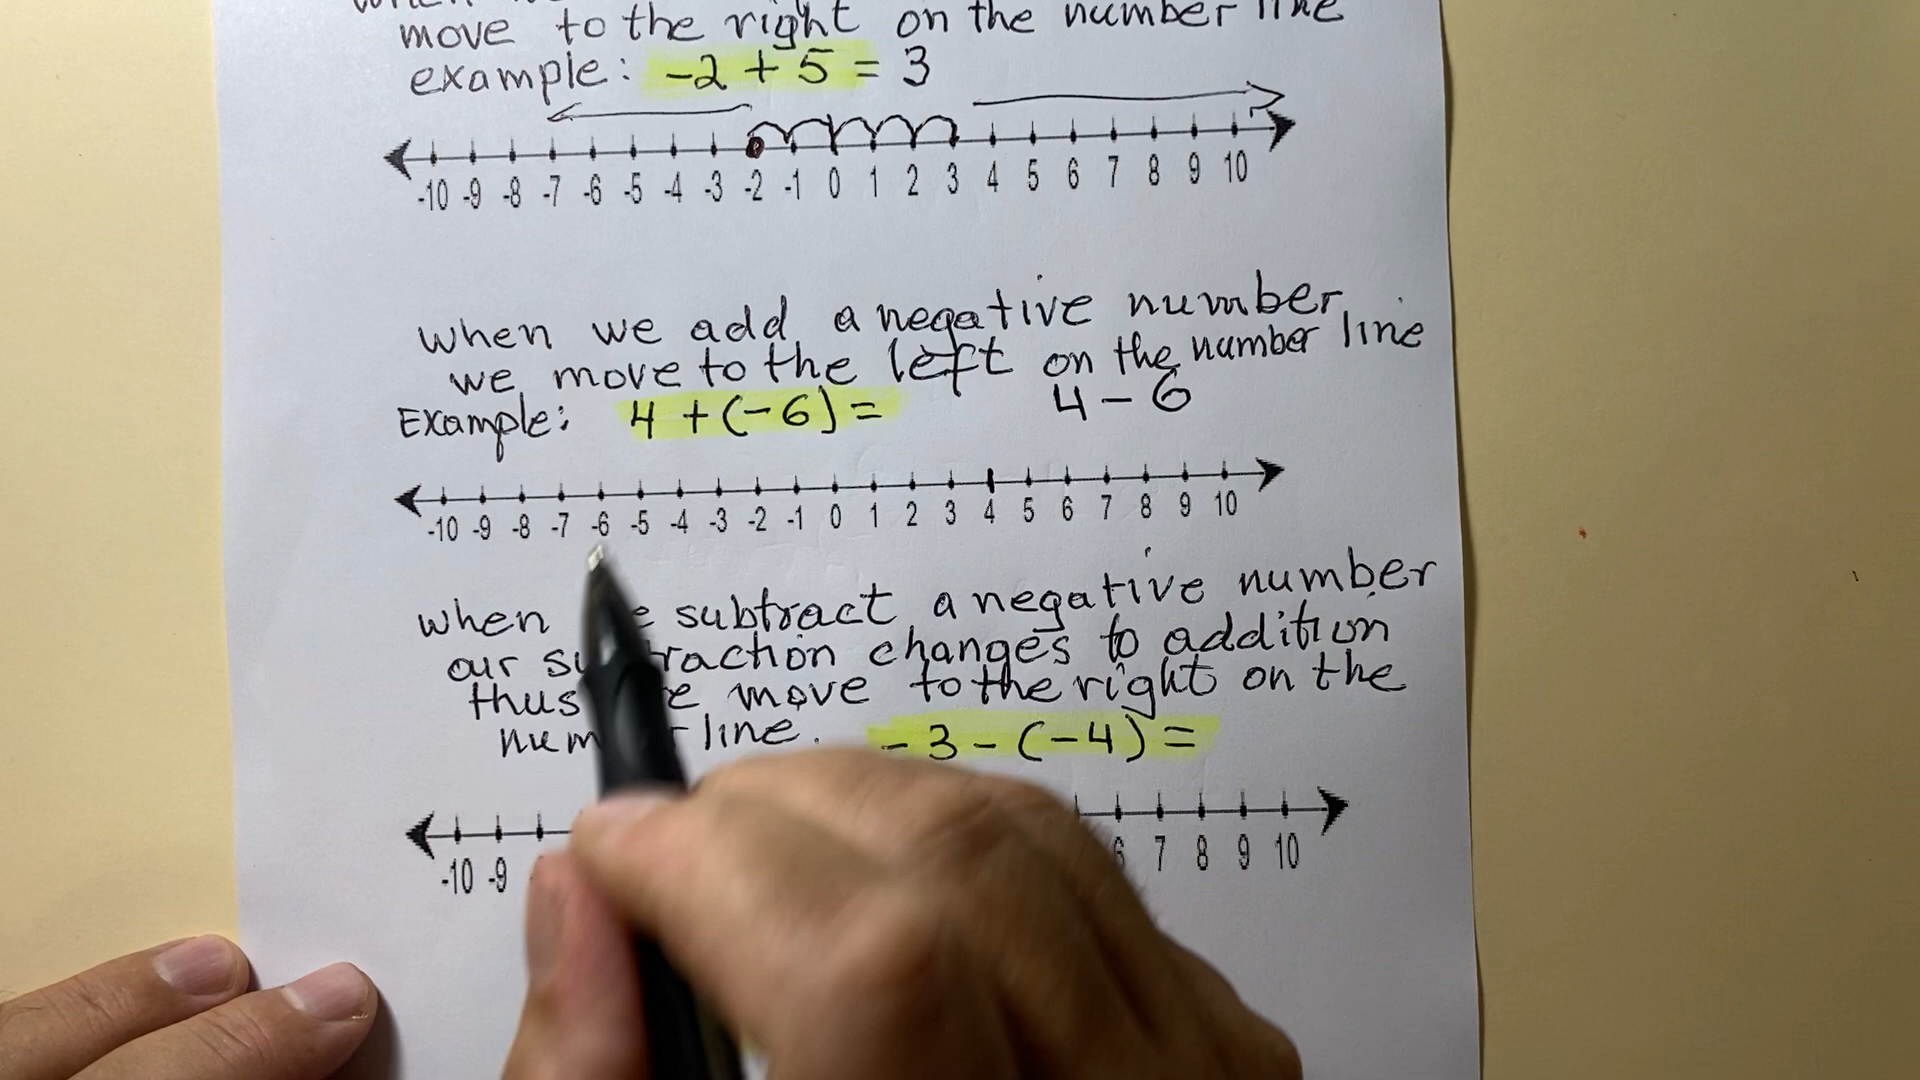 move to the right on the number line
example: -2 + 5 = 3
-10 -9 -8 -7 -6 -5 -4 -3 -2 -1 0 1 2 3 4 5 6 7 8 9 10
when we add a negative number
we move to the left on the number line
Example: 4 + (-6) = 4 - 6
-10 -9 -8 -7 -6 -5 -4 -3 -2 -1 0 1 2 3 4 5 6 7 8 9 10
when subtract a negative number
our changes to addition
thus move to the right on the
line. -3 - (-4) =
-10 -9 6 7 8 9 10